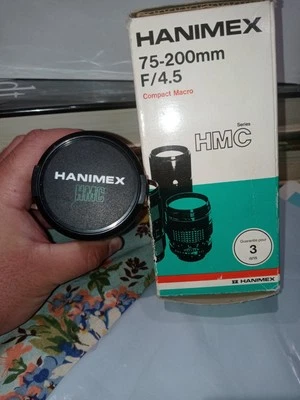 HANIMEX
75-200mm
F/4.5
Compact Macro
Series
HMC
HANIMEX
HMC
3
HANIMEX